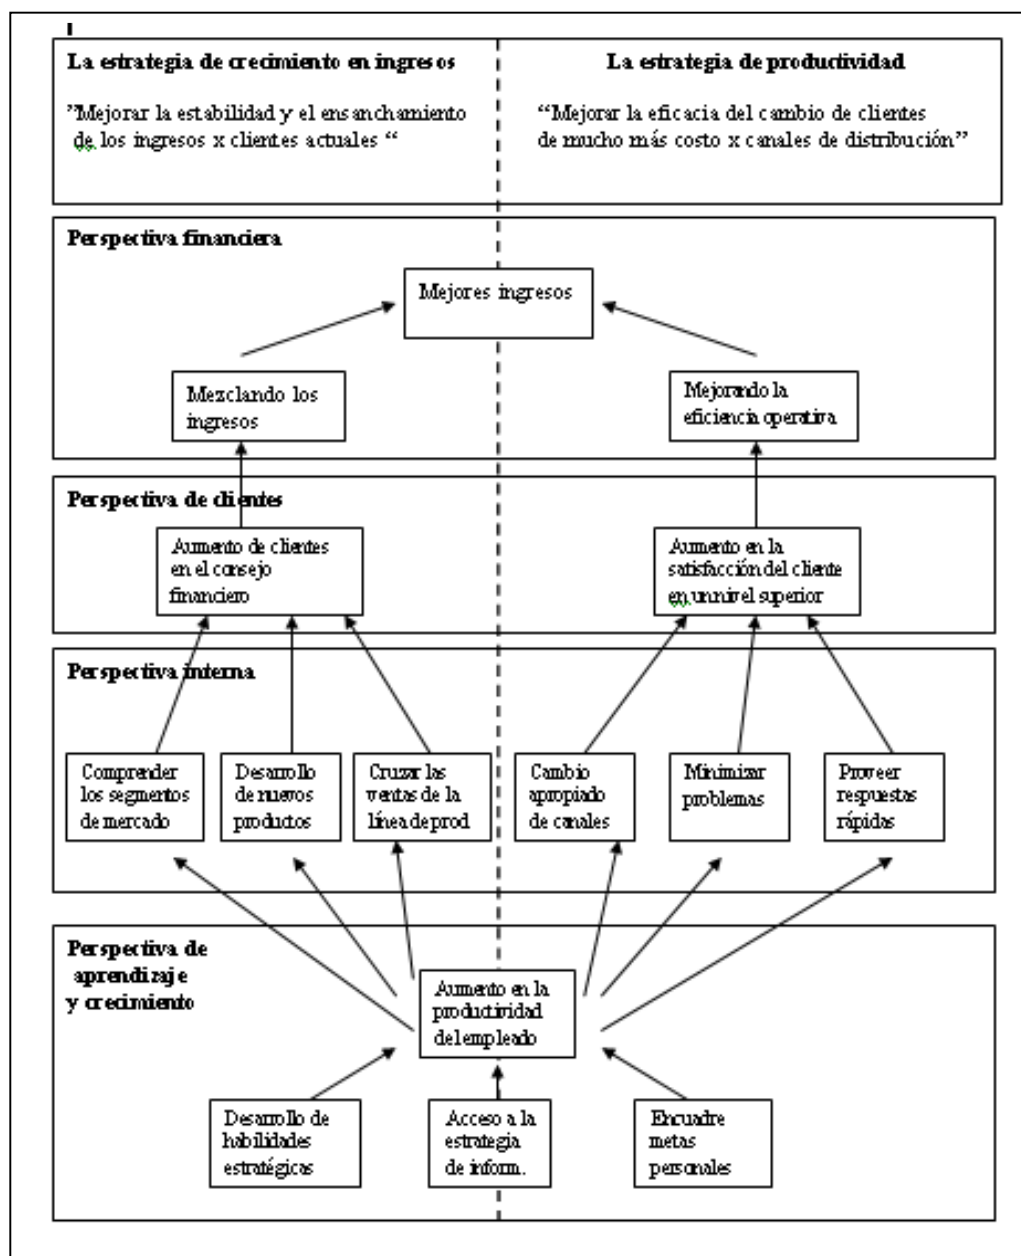 La estrategia de crecimiento en ingresos
”Mejorar la estabilidad y el ensanchamiento
de los ingresos x clientes actuales “
La estrategia de productividad
“Mejorar la eficacia del cambio de clientes
de mucho más costo x canales de distribución”
Perspectiva financiera
Mejores ingresos
Mezclando los
ingresos
Mejorando la
eficiencia operativa
Perspectiva de clientes
Aumento de clientes
en el consejo
financiero
Aumento en la
satisfacción del cliente
en un nivel superior
Perspectiva interna
Comprender
los segmentos
de mercado
Desarrollo
de nuevos
productos
Cruzar las
ventas de la
línea de prod
Cambio
apropiado
de canales
Minimizar
problemas
Proveer
respuestas
rápidas
Perspectiva de
aprendizaje
y crecimiento
Aumento en la
productividad
del empleado
Desarrollo de
habilidades
estratégicas
Acceso a la
estrategia
de inform.
Encuadre
metas
personales